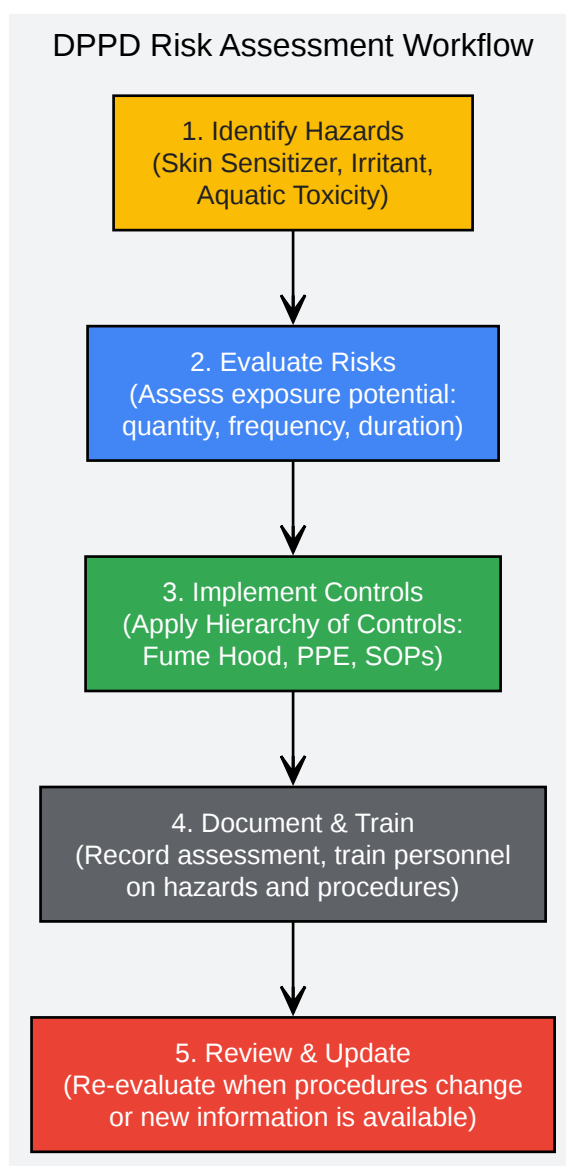 DPPD Risk Assessment Workflow
1. Identify Hazards
(Skin Sensitizer, Irritant,
Aquatic Toxicity)
2. Evaluate Risks
(Assess exposure potential:
quantity, frequency, duration)
3. Implement Controls
(Apply Hierarchy of Controls:
Fume Hood, PPE, SOPs)
4. Document & Train
(Record assessment, train personnel
on hazards and procedures)
5. Review & Update
(Re-evaluate when procedures change
or new information is available)